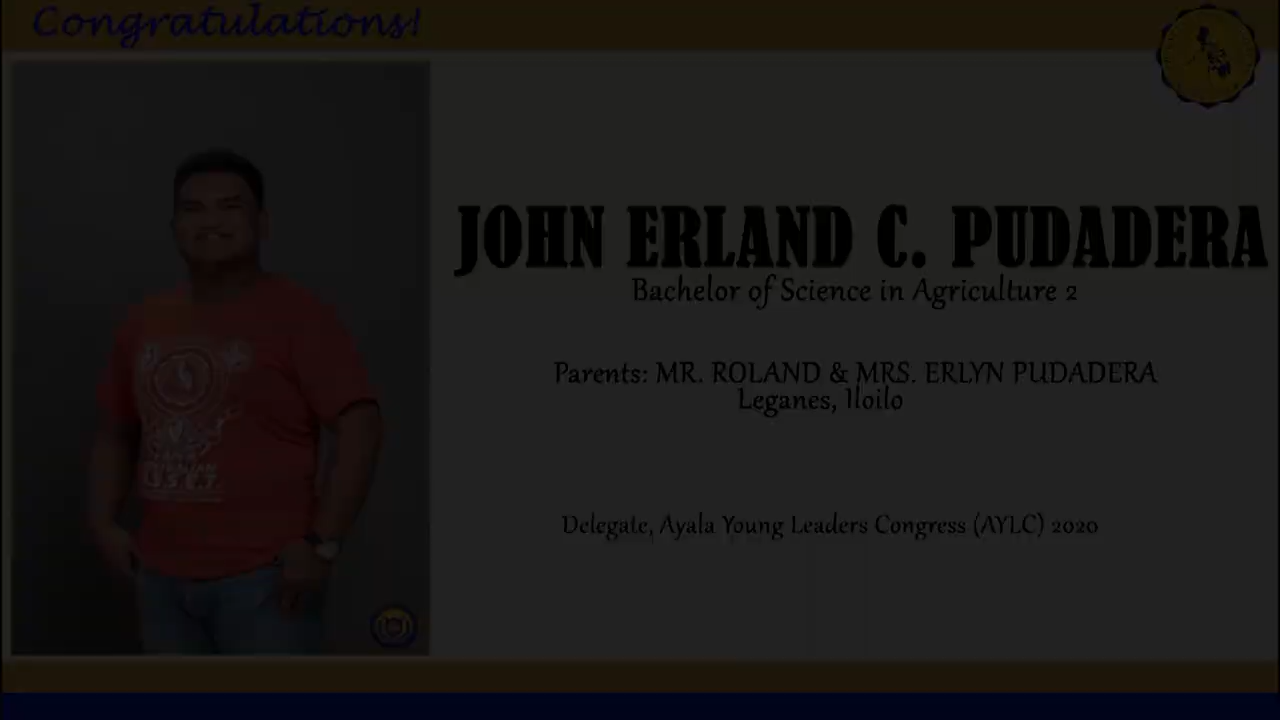 Congratulations!
JOHN ERLAND C. PUDADERA
Bachelor of Science in Agriculture 2
Parents: MR. ROLAND & MRS. ERLYN PUDADERA
Leganes, Iloilo
Delegate, Ayala Young Leaders Congress (AYLC) 2020